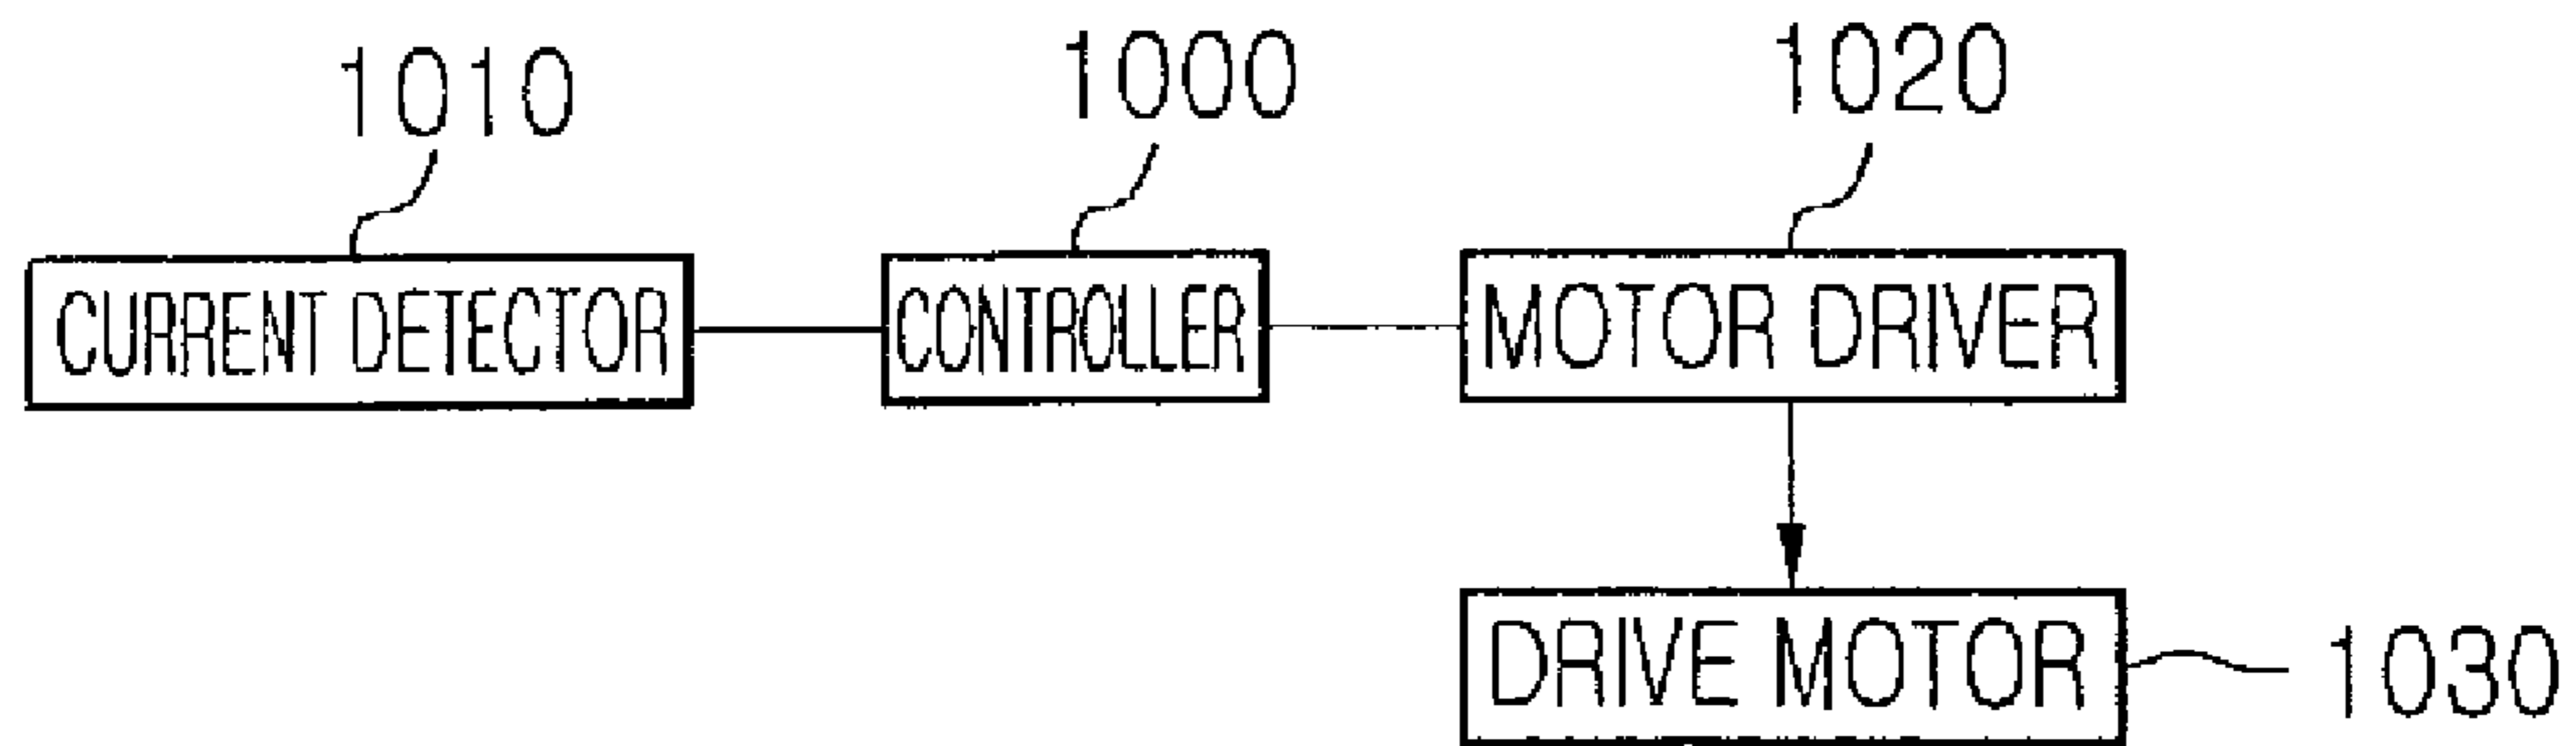 1010
1000
1020
CURRENT DETECTOR
CONTROLLER
MOTOR DRIVER
DRIVE MOTOR
1030